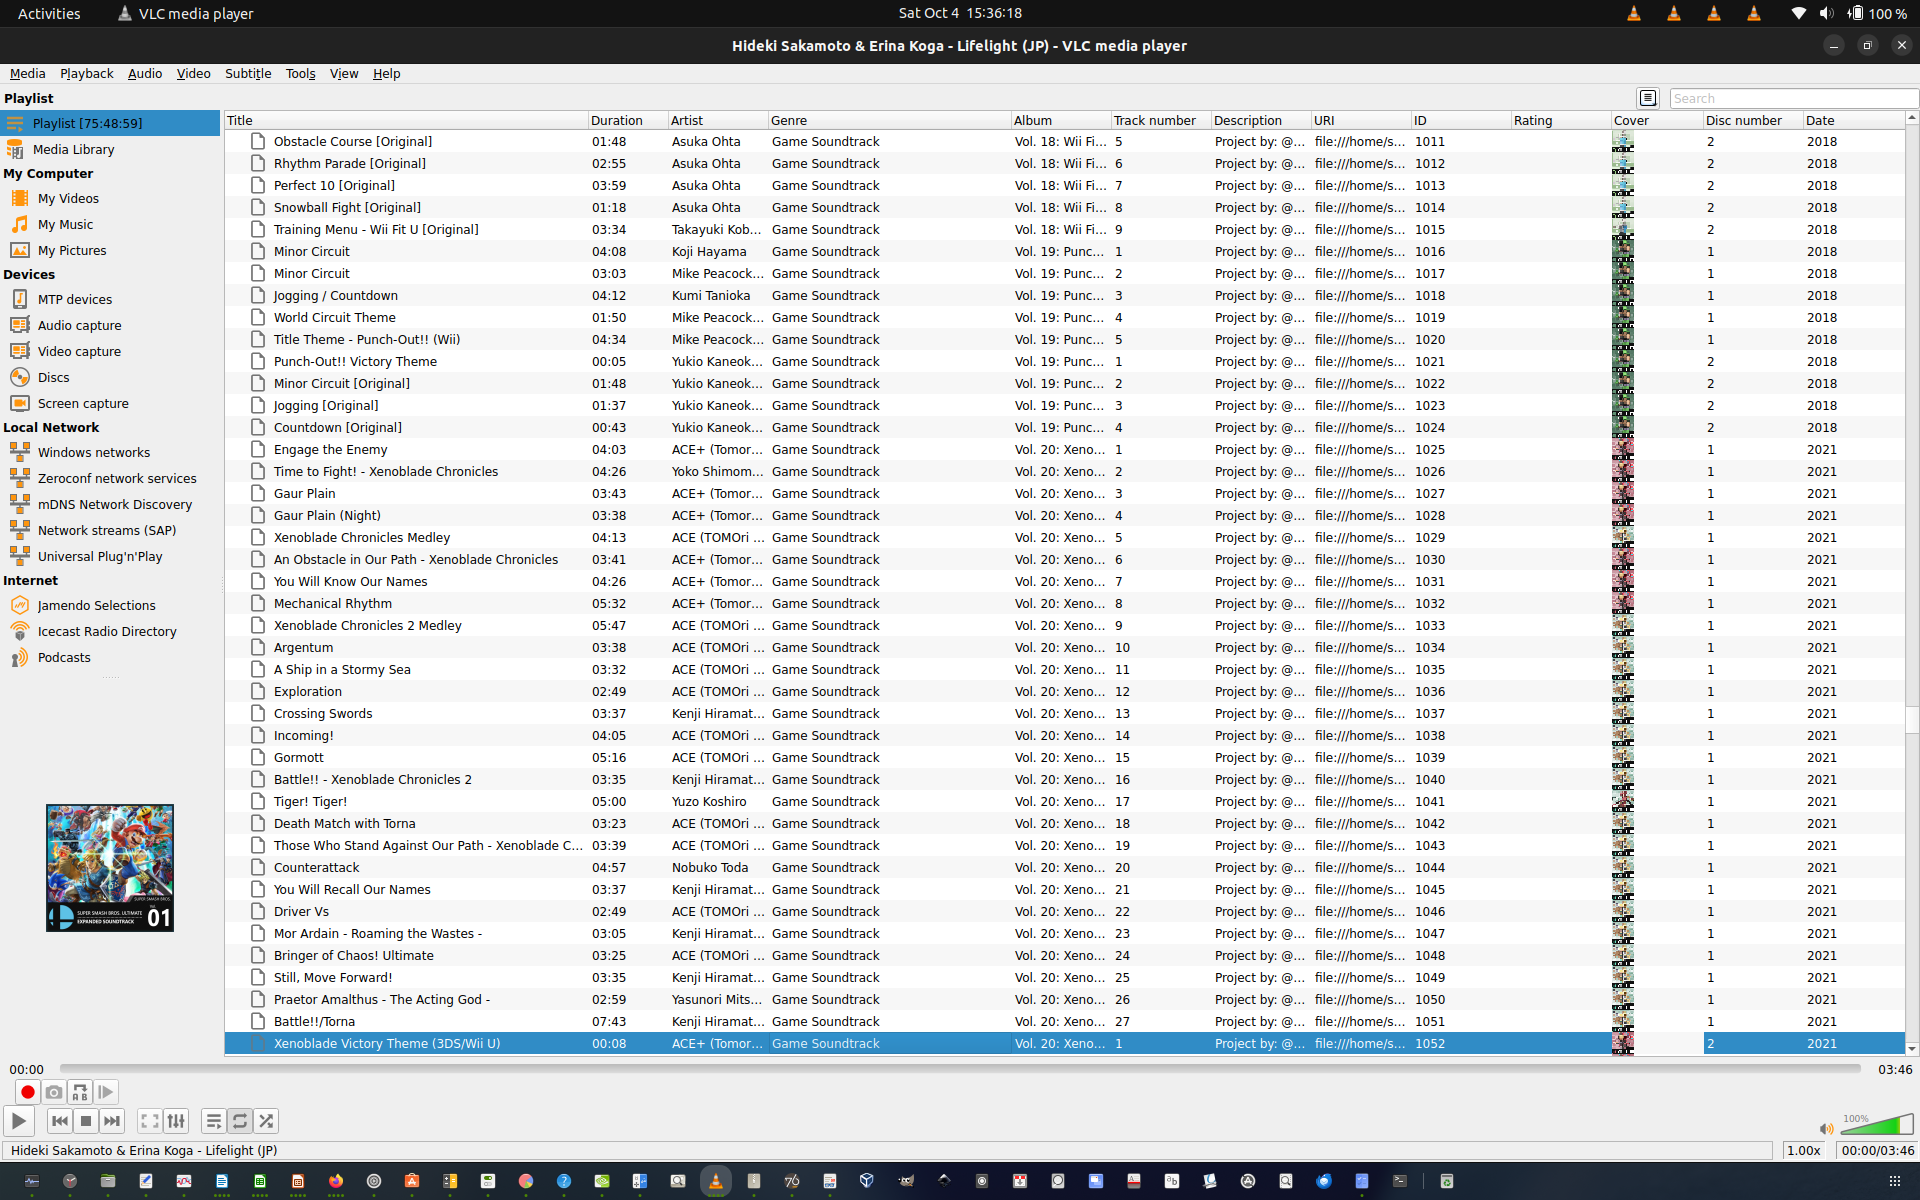 Activities VLC media player Sat Oct 4 15:36:18 100 %
Hideki Sakamoto & Erina Koga - Lifelight (JP) - VLC media player
Media Playback Audio Video Subtitle Tools View Help
Playlist
Search
Playlist [75:48:59]
Media Library
My Computer
My Videos
My Music
My Pictures
Devices
MTP devices
Audio capture
Video capture
Discs
Screen capture
Local Network
Windows networks
Zeroconf network services
mDNS Network Discovery
Network streams (SAP)
Universal Plug'n'Play
Internet
Jamendo Selections
Icecast Radio Directory
Podcasts
SUPER SMASH BROS. ULTIMATE
EXPANDED SOUNDTRACK
01
Title Duration Artist Genre Album Track number Description URI ID Rating Cover Disc number Date
Obstacle Course [Original] 01:48 Asuka Ohta Game Soundtrack Vol. 18: Wii Fi... 5 Project by: @... file:///home/s... 1011 2 2018
Rhythm Parade [Original] 02:55 Asuka Ohta Game Soundtrack Vol. 18: Wii Fi... 6 Project by: @... file:///home/s... 1012 2 2018
Perfect 10 [Original] 03:59 Asuka Ohta Game Soundtrack Vol. 18: Wii Fi... 7 Project by: @... file:///home/s... 1013 2 2018
Snowball Fight [Original] 01:18 Asuka Ohta Game Soundtrack Vol. 18: Wii Fi... 8 Project by: @... file:///home/s... 1014 2 2018
Training Menu - Wii Fit U [Original] 03:34 Takayuki Kob... Game Soundtrack Vol. 18: Wii Fi... 9 Project by: @... file:///home/s... 1015 2 2018
Minor Circuit 04:08 Koji Hayama Game Soundtrack Vol. 19: Punc... 1 Project by: @... file:///home/s... 1016 1 2018
Minor Circuit 03:03 Mike Peacock... Game Soundtrack Vol. 19: Punc... 2 Project by: @... file:///home/s... 1017 1 2018
Jogging / Countdown 04:12 Kumi Tanioka Game Soundtrack Vol. 19: Punc... 3 Project by: @... file:///home/s... 1018 1 2018
World Circuit Theme 01:50 Mike Peacock... Game Soundtrack Vol. 19: Punc... 4 Project by: @... file:///home/s... 1019 1 2018
Title Theme - Punch-Out!! (Wii) 04:34 Mike Peacock... Game Soundtrack Vol. 19: Punc... 5 Project by: @... file:///home/s... 1020 1 2018
Punch-Out!! Victory Theme 00:05 Yukio Kaneok... Game Soundtrack Vol. 19: Punc... 1 Project by: @... file:///home/s... 1021 2 2018
Minor Circuit [Original] 01:48 Yukio Kaneok... Game Soundtrack Vol. 19: Punc... 2 Project by: @... file:///home/s... 1022 2 2018
Jogging [Original] 01:37 Yukio Kaneok... Game Soundtrack Vol. 19: Punc... 3 Project by: @... file:///home/s... 1023 2 2018
Countdown [Original] 00:43 Yukio Kaneok... Game Soundtrack Vol. 19: Punc... 4 Project by: @... file:///home/s... 1024 2 2018
Engage the Enemy 04:03 ACE+ (Tomor... Game Soundtrack Vol. 20: Xeno... 1 Project by: @... file:///home/s... 1025 1 2021
Time to Fight! - Xenoblade Chronicles 04:26 Yoko Shimom... Game Soundtrack Vol. 20: Xeno... 2 Project by: @... file:///home/s... 1026 1 2021
Gaur Plain 03:43 ACE+ (Tomor... Game Soundtrack Vol. 20: Xeno... 3 Project by: @... file:///home/s... 1027 1 2021
Gaur Plain (Night) 03:38 ACE+ (Tomor... Game Soundtrack Vol. 20: Xeno... 4 Project by: @... file:///home/s... 1028 1 2021
Xenoblade Chronicles Medley 04:13 ACE (TOMOri ... Game Soundtrack Vol. 20: Xeno... 5 Project by: @... file:///home/s... 1029 1 2021
An Obstacle in Our Path - Xenoblade Chronicles 03:41 ACE+ (Tomor... Game Soundtrack Vol. 20: Xeno... 6 Project by: @... file:///home/s... 1030 1 2021
You Will Know Our Names 04:26 ACE+ (Tomor... Game Soundtrack Vol. 20: Xeno... 7 Project by: @... file:///home/s... 1031 1 2021
Mechanical Rhythm 05:32 ACE+ (Tomor... Game Soundtrack Vol. 20: Xeno... 8 Project by: @... file:///home/s... 1032 1 2021
Xenoblade Chronicles 2 Medley 05:47 ACE (TOMOri ... Game Soundtrack Vol. 20: Xeno... 9 Project by: @... file:///home/s... 1033 1 2021
Argentum 03:38 ACE (TOMOri ... Game Soundtrack Vol. 20: Xeno... 10 Project by: @... file:///home/s... 1034 1 2021
A Ship in a Stormy Sea 03:32 ACE (TOMOri ... Game Soundtrack Vol. 20: Xeno... 11 Project by: @... file:///home/s... 1035 1 2021
Exploration 02:49 ACE (TOMOri ... Game Soundtrack Vol. 20: Xeno... 12 Project by: @... file:///home/s... 1036 1 2021
Crossing Swords 03:37 Kenji Hiramat... Game Soundtrack Vol. 20: Xeno... 13 Project by: @... file:///home/s... 1037 1 2021
Incoming! 04:05 ACE (TOMOri ... Game Soundtrack Vol. 20: Xeno... 14 Project by: @... file:///home/s... 1038 1 2021
Gormott 05:16 ACE (TOMOri ... Game Soundtrack Vol. 20: Xeno... 15 Project by: @... file:///home/s... 1039 1 2021
Battle!! - Xenoblade Chronicles 2 03:35 Kenji Hiramat... Game Soundtrack Vol. 20: Xeno... 16 Project by: @... file:///home/s... 1040 1 2021
Tiger! Tiger! 05:00 Yuzo Koshiro Game Soundtrack Vol. 20: Xeno... 17 Project by: @... file:///home/s... 1041 1 2021
Death Match with Torna 03:23 ACE (TOMOri ... Game Soundtrack Vol. 20: Xeno... 18 Project by: @... file:///home/s... 1042 1 2021
Those Who Stand Against Our Path - Xenoblade C... 03:39 ACE (TOMOri ... Game Soundtrack Vol. 20: Xeno... 19 Project by: @... file:///home/s... 1043 1 2021
Counterattack 04:57 Nobuko Toda Game Soundtrack Vol. 20: Xeno... 20 Project by: @... file:///home/s... 1044 1 2021
You Will Recall Our Names 03:37 Kenji Hiramat... Game Soundtrack Vol. 20: Xeno... 21 Project by: @... file:///home/s... 1045 1 2021
Driver Vs 02:49 ACE (TOMOri ... Game Soundtrack Vol. 20: Xeno... 22 Project by: @... file:///home/s... 1046 1 2021
Mor Ardain - Roaming the Wastes - 03:05 Kenji Hiramat... Game Soundtrack Vol. 20: Xeno... 23 Project by: @... file:///home/s... 1047 1 2021
Bringer of Chaos! Ultimate 03:25 ACE (TOMOri ... Game Soundtrack Vol. 20: Xeno... 24 Project by: @... file:///home/s... 1048 1 2021
Still, Move Forward! 03:35 Kenji Hiramat... Game Soundtrack Vol. 20: Xeno... 25 Project by: @... file:///home/s... 1049 1 2021
Praetor Amalthus - The Acting God - 02:59 Yasunori Mits... Game Soundtrack Vol. 20: Xeno... 26 Project by: @... file:///home/s... 1050 1 2021
Battle!!/Torna 07:43 Kenji Hiramat... Game Soundtrack Vol. 20: Xeno... 27 Project by: @... file:///home/s... 1051 1 2021
Xenoblade Victory Theme (3DS/Wii U) 00:08 ACE+ (Tomor... Game Soundtrack Vol. 20: Xeno... 1 Project by: @... file:///home/s... 1052 2 2021
00:00 03:46
100%
Hideki Sakamoto & Erina Koga - Lifelight (JP) 1.00x 00:00/03:46